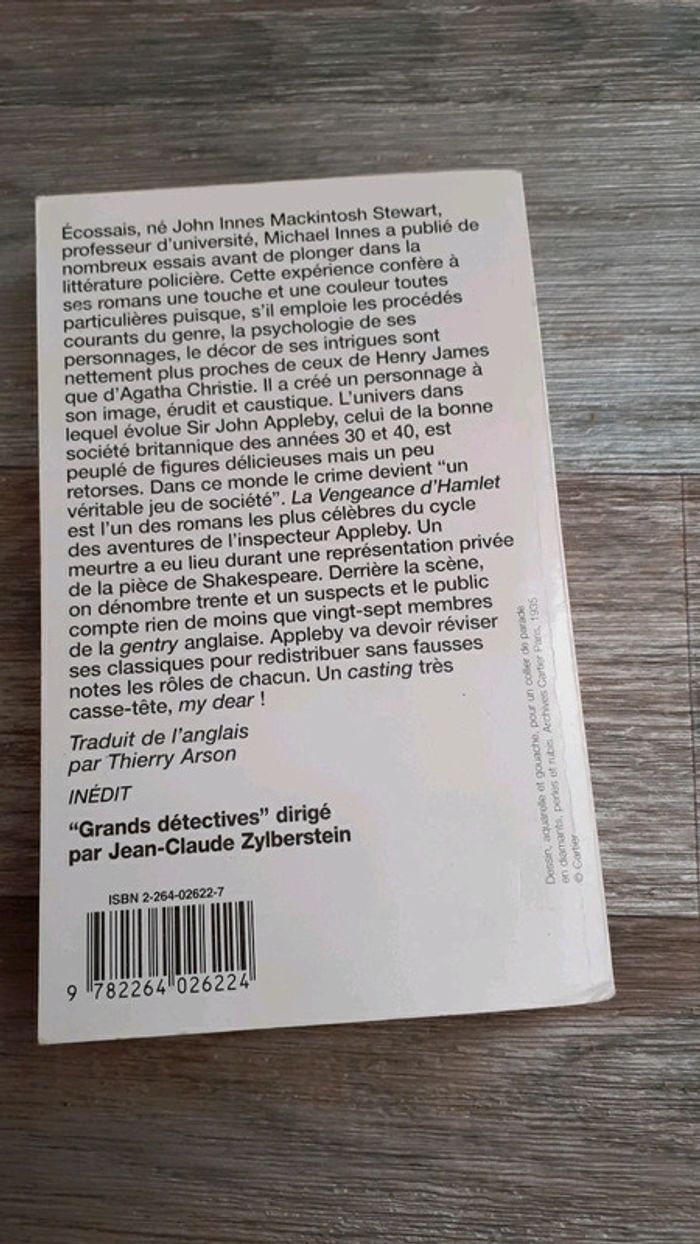 Écossais, né John Innes Mackintosh Stewart,
professeur d'université, Michael Innes a publié de
nombreux essais avant de plonger dans la
littérature policière. Cette expérience confère à
ses romans une touche et une couleur toutes
particulières puisque, s'il emploie les procédés
courants du genre, la psychologie de ses
personnages, le décor de ses intrigues sont
nettement plus proches de ceux de Henry James
que d'Agatha Christie. Il a créé un personnage à
son image, érudit et caustique. L'univers dans
lequel évolue Sir John Appleby, celui de la bonne
société britannique des années 30 et 40, est
peuplé de figures délicieuses mais un peu
retorses. Dans ce monde le crime devient "un
véritable jeu de société". La Vengeance d'Hamlet
est l'un des romans les plus célèbres du cycle
des aventures de l'inspecteur Appleby. Un
meurtre a eu lieu durant une représentation privée
de la pièce de Shakespeare. Derrière la scène,
on dénombre trente et un suspects et le public
compte rien de moins que vingt-sept membres
de la gentry anglaise. Appleby va devoir réviser
ses classiques pour redistribuer sans fausses
notes les rôles de chacun. Un casting très
casse-tête, my dear !
Traduit de l'anglais
par Thierry Arson
INÉDIT
"Grands détectives" dirigé
par Jean-Claude Zylberstein
ISBN 2-264-02622-7
9 782264 026224
Dessin, aquarelle et gouache, pour un collier de parade
en diamants, perles et rubis. Archives Cartier Paris, 1935
© Cartier